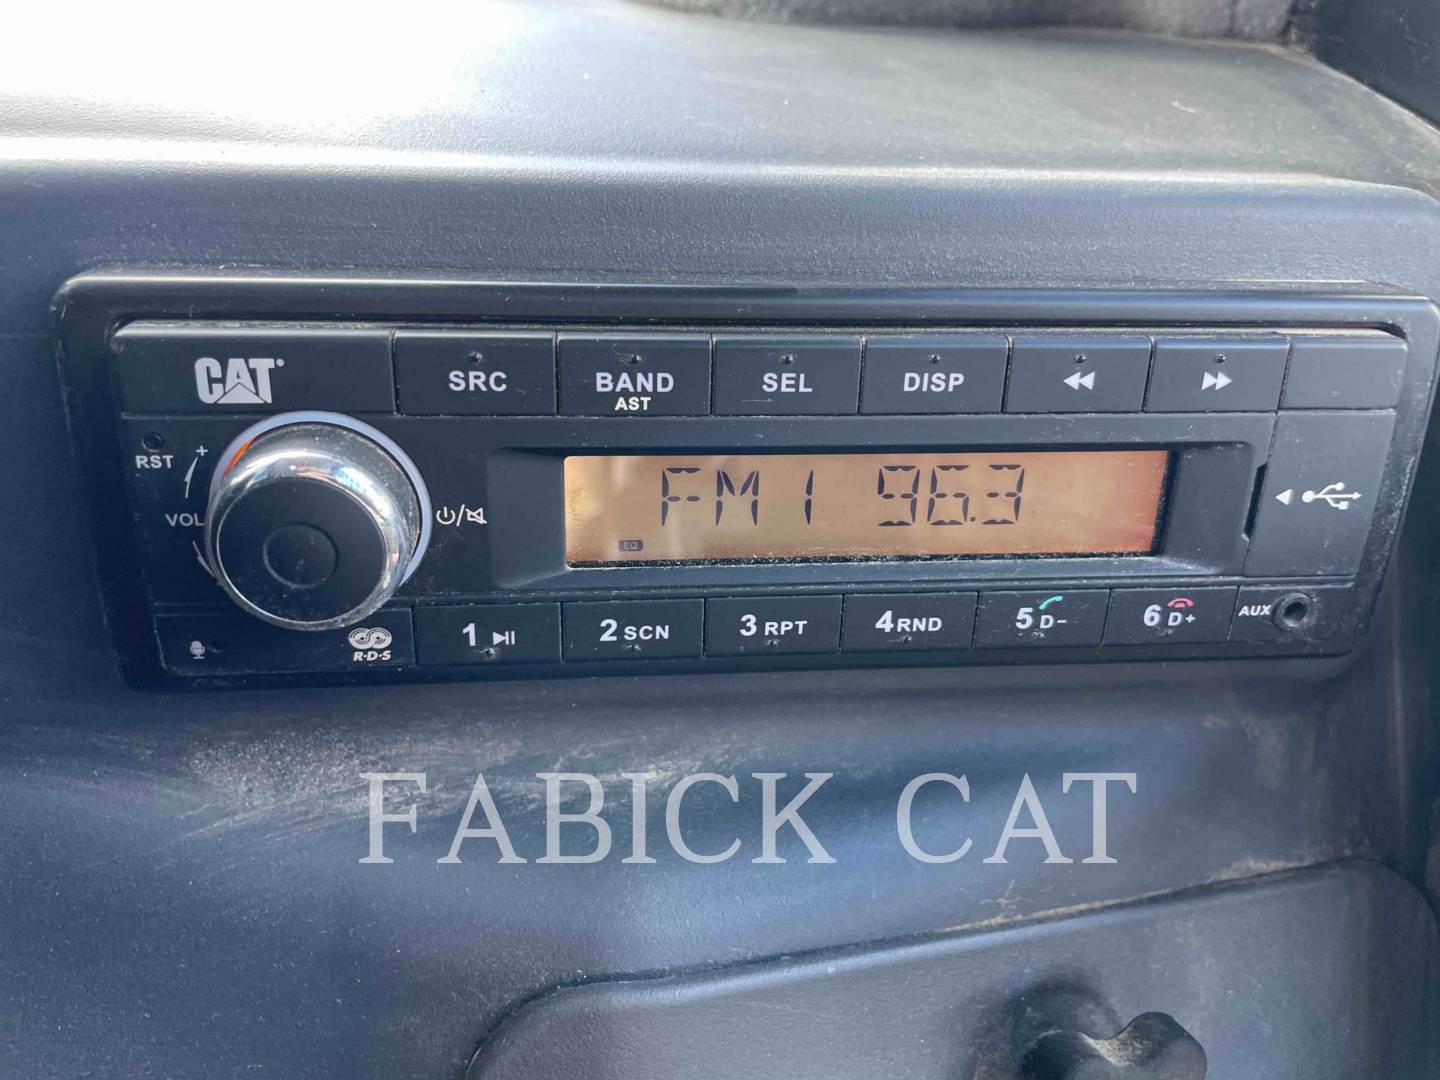 CAT
SRC
BAND
AST
SEL
DISP
RST
+
VOL
FM1 96.3
EQ
R·D·S
1
2 SCN
3 RPT
4 RND
5 D-
6 D+
AUX
FABICK CAT